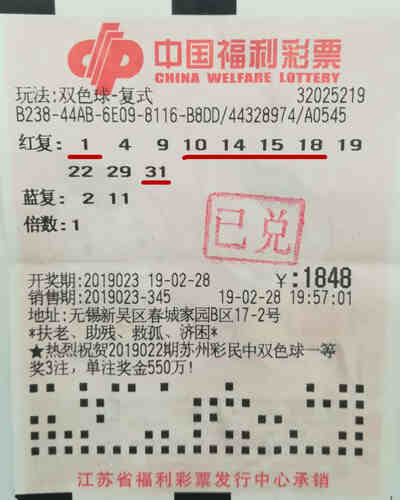 中国福利彩票
CHINA WELFARE LOTTERY
玩法:双色球-复式 32025219
B238-44AB-6E09-8116-B8DD/44328974/A0545
红复: 1 4 9 10 14 15 18 19
22 29 31
蓝复: 2 11
倍数:1
已兑
开奖期:2019023 19-02-28 ¥:1848
销售期:2019023-345 19-02-28 19:57:01
地址:无锡新吴区春城家园B区17-2号
*扶老、助残、救孤、济困*
★热烈祝贺2019022期苏州彩民中双色球一等
奖3注,单注奖金550万!
江苏省福利彩票发行中心承销